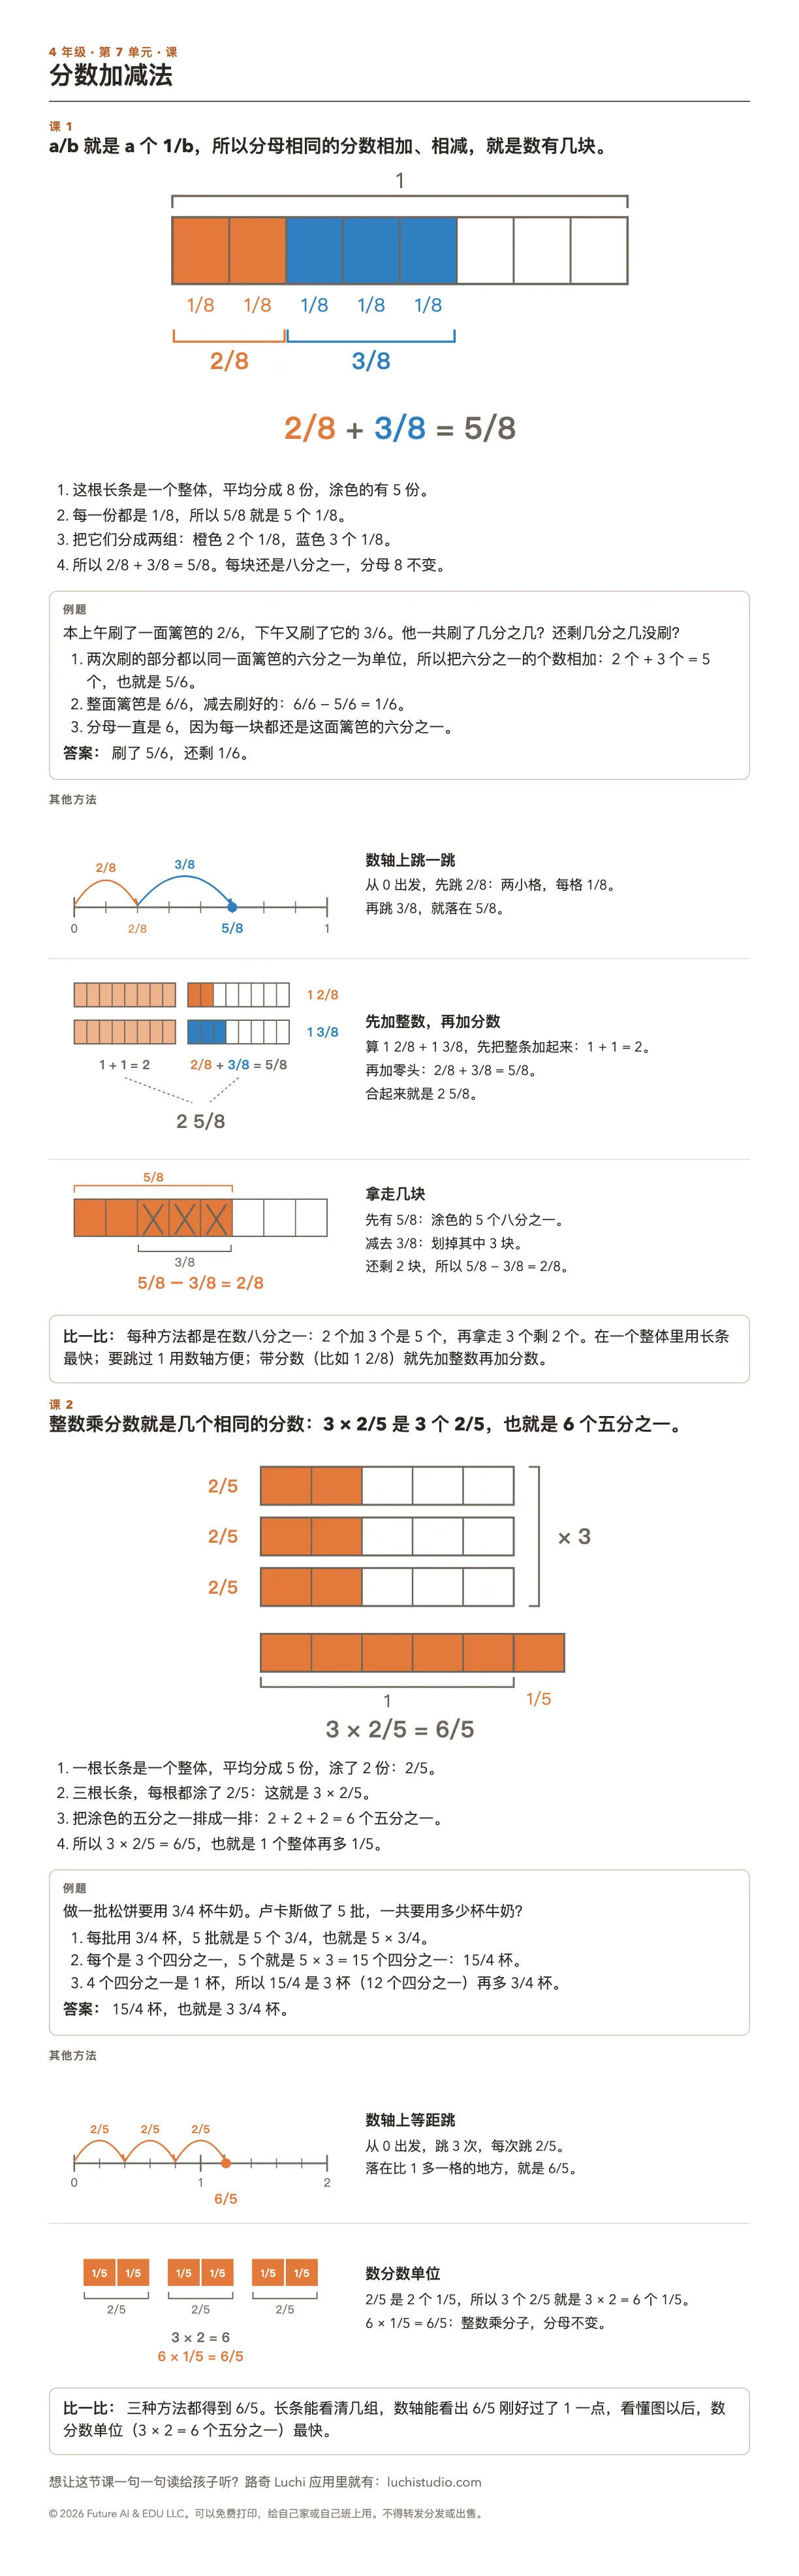 4 年级 · 第 7 单元 · 课
分数加减法
课 1
a/b 就是 a 个 1/b，所以分母相同的分数相加、相减，就是数有几块。
1
1/8 1/8 1/8 1/8 1/8
2/8 3/8
2/8 + 3/8 = 5/8
1. 这根长条是一个整体，平均分成 8 份，涂色的有 5 份。
2. 每一份都是 1/8，所以 5/8 就是 5 个 1/8。
3. 把它们分成两组：橙色 2 个 1/8，蓝色 3 个 1/8。
4. 所以 2/8 + 3/8 = 5/8。每块还是八分之一，分母 8 不变。
例题
本上午刷了一面篱笆的 2/6，下午又刷了它的 3/6。他一共刷了几分之几？还剩几分之几没刷？
1. 两次刷的部分都以同一面篱笆的六分之一为单位，所以把六分之一的个数相加：2 个 + 3 个 = 5
个，也就是 5/6。
2. 整面篱笆是 6/6，减去刷好的：6/6 − 5/6 = 1/6。
3. 分母一直是 6，因为每一块都还是这面篱笆的六分之一。
答案： 刷了 5/6，还剩 1/6。
其他方法
2/8 3/8
0 2/8 5/8 1
数轴上跳一跳
从 0 出发，先跳 2/8：两小格，每格 1/8。
再跳 3/8，就落在 5/8。
1 2/8
1 3/8
1 + 1 = 2 2/8 + 3/8 = 5/8
2 5/8
先加整数，再加分数
算 1 2/8 + 1 3/8，先把整条加起来：1 + 1 = 2。
再加零头：2/8 + 3/8 = 5/8。
合起来就是 2 5/8。
5/8
3/8
5/8 − 3/8 = 2/8
拿走几块
先有 5/8：涂色的 5 个八分之一。
减去 3/8：划掉其中 3 块。
还剩 2 块，所以 5/8 − 3/8 = 2/8。
比一比： 每种方法都是在数八分之一：2 个加 3 个是 5 个，再拿走 3 个剩 2 个。在一个整体里用长条
最快；要跳过 1 用数轴方便；带分数（比如 1 2/8）就先加整数再加分数。
课 2
整数乘分数就是几个相同的分数：3 × 2/5 是 3 个 2/5，也就是 6 个五分之一。
2/5
2/5
2/5
× 3
1 1/5
3 × 2/5 = 6/5
1. 一根长条是一个整体，平均分成 5 份，涂了 2 份：2/5。
2. 三根长条，每根都涂了 2/5：这就是 3 × 2/5。
3. 把涂色的五分之一排成一排：2 + 2 + 2 = 6 个五分之一。
4. 所以 3 × 2/5 = 6/5，也就是 1 个整体再多 1/5。
例题
做一批松饼要用 3/4 杯牛奶。卢卡斯做了 5 批，一共要用多少杯牛奶？
1. 每批用 3/4 杯，5 批就是 5 个 3/4，也就是 5 × 3/4。
2. 每个是 3 个四分之一，5 个就是 5 × 3 = 15 个四分之一：15/4 杯。
3. 4 个四分之一是 1 杯，所以 15/4 是 3 杯（12 个四分之一）再多 3/4 杯。
答案： 15/4 杯，也就是 3 3/4 杯。
其他方法
2/5 2/5 2/5
0 1 2
6/5
数轴上等距跳
从 0 出发，跳 3 次，每次跳 2/5。
落在比 1 多一格的地方，就是 6/5。
1/5 1/5 1/5 1/5 1/5 1/5
2/5 2/5 2/5
3 × 2 = 6
6 × 1/5 = 6/5
数分数单位
2/5 是 2 个 1/5，所以 3 个 2/5 就是 3 × 2 = 6 个 1/5。
6 × 1/5 = 6/5：整数乘分子，分母不变。
比一比： 三种方法都得到 6/5。长条能看清几组，数轴能看出 6/5 刚好过了 1 一点，看懂图以后，数
分数单位（3 × 2 = 6 个五分之一）最快。
想让这节课一句一句读给孩子听？路奇 Luchi 应用里就有：luchistudio.com
© 2026 Future AI & EDU LLC。可以免费打印，给自己家或自己班上用。不得转发分发或出售。